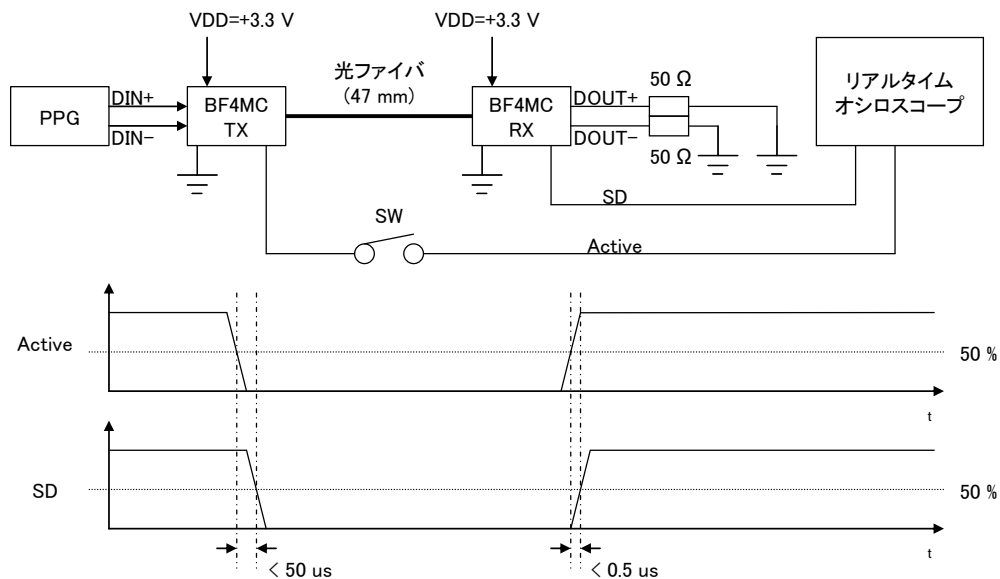 VDD=+3.3 V
VDD=+3.3 V
PPG
DIN+
DIN−
BF4MC
TX
光ファイバ
(47 mm)
BF4MC
RX
DOUT+
DOUT−
50 Ω
50 Ω
リアルタイム
オシロスコープ
SD
SW
Active
Active
50 %
t
SD
50 %
t
< 50 us
< 0.5 us